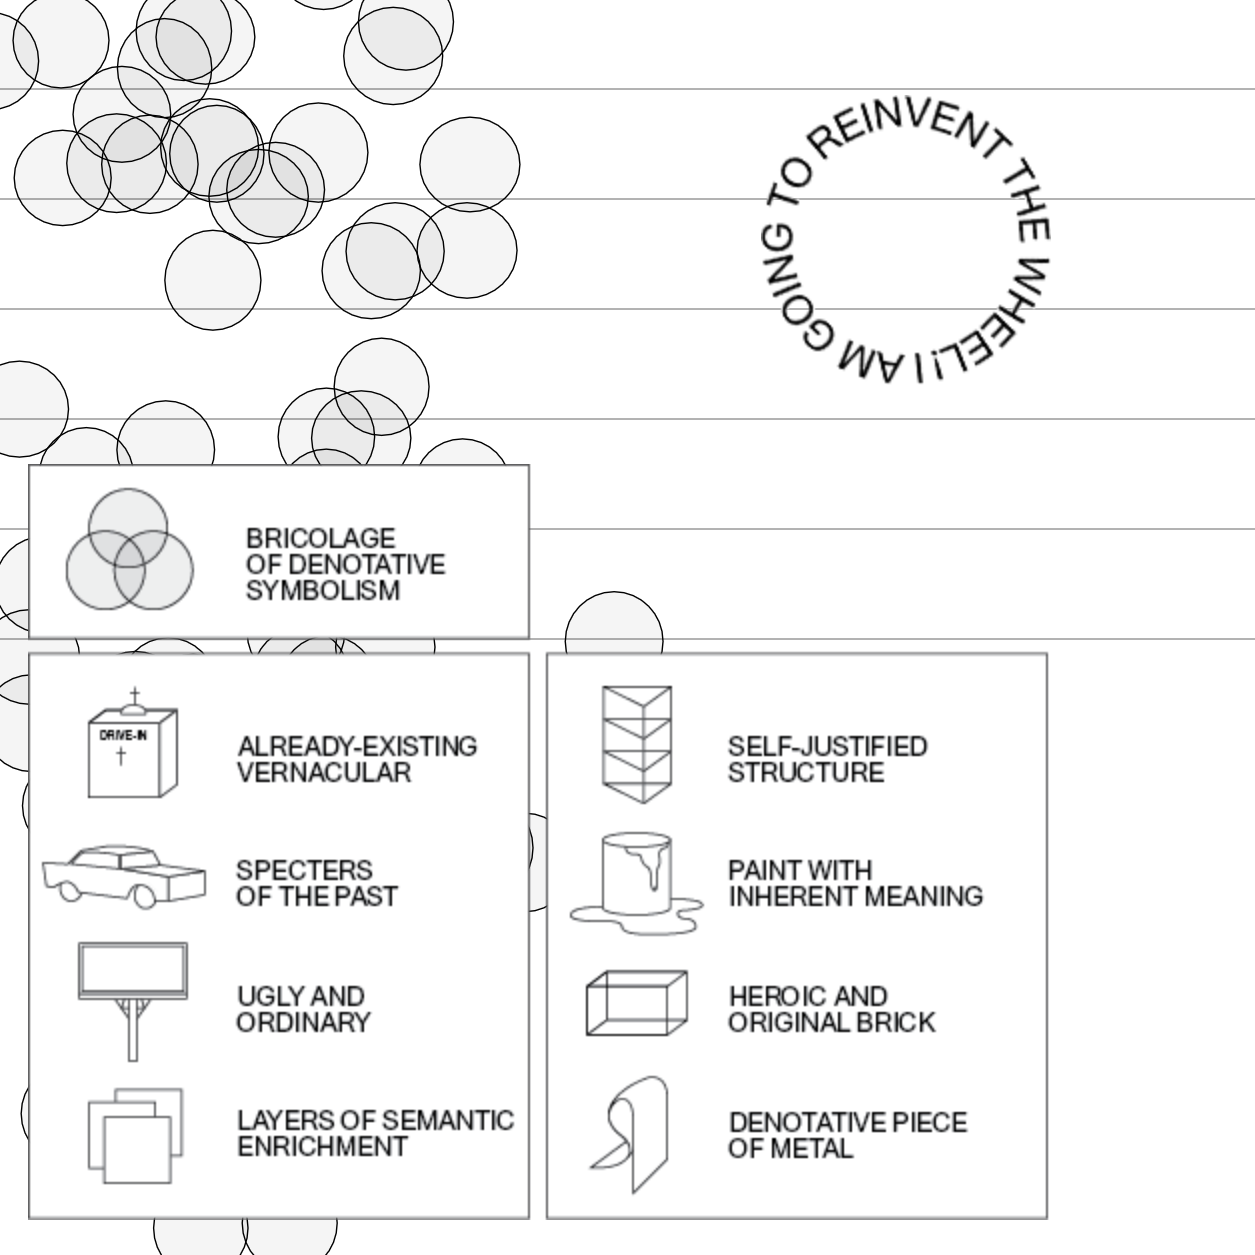 I AM GOING TO REINVENT THE WHEEL!
BRICOLAGE
OF DENOTATIVE
SYMBOLISM
DRIVE-IN
ALREADY-EXISTING
VERNACULAR
SPECTERS
OF THE PAST
UGLY AND
ORDINARY
LAYERS OF SEMANTIC
ENRICHMENT
SELF-JUSTIFIED
STRUCTURE
PAINT WITH
INHERENT MEANING
HEROIC AND
ORIGINAL BRICK
DENOTATIVE PIECE
OF METAL